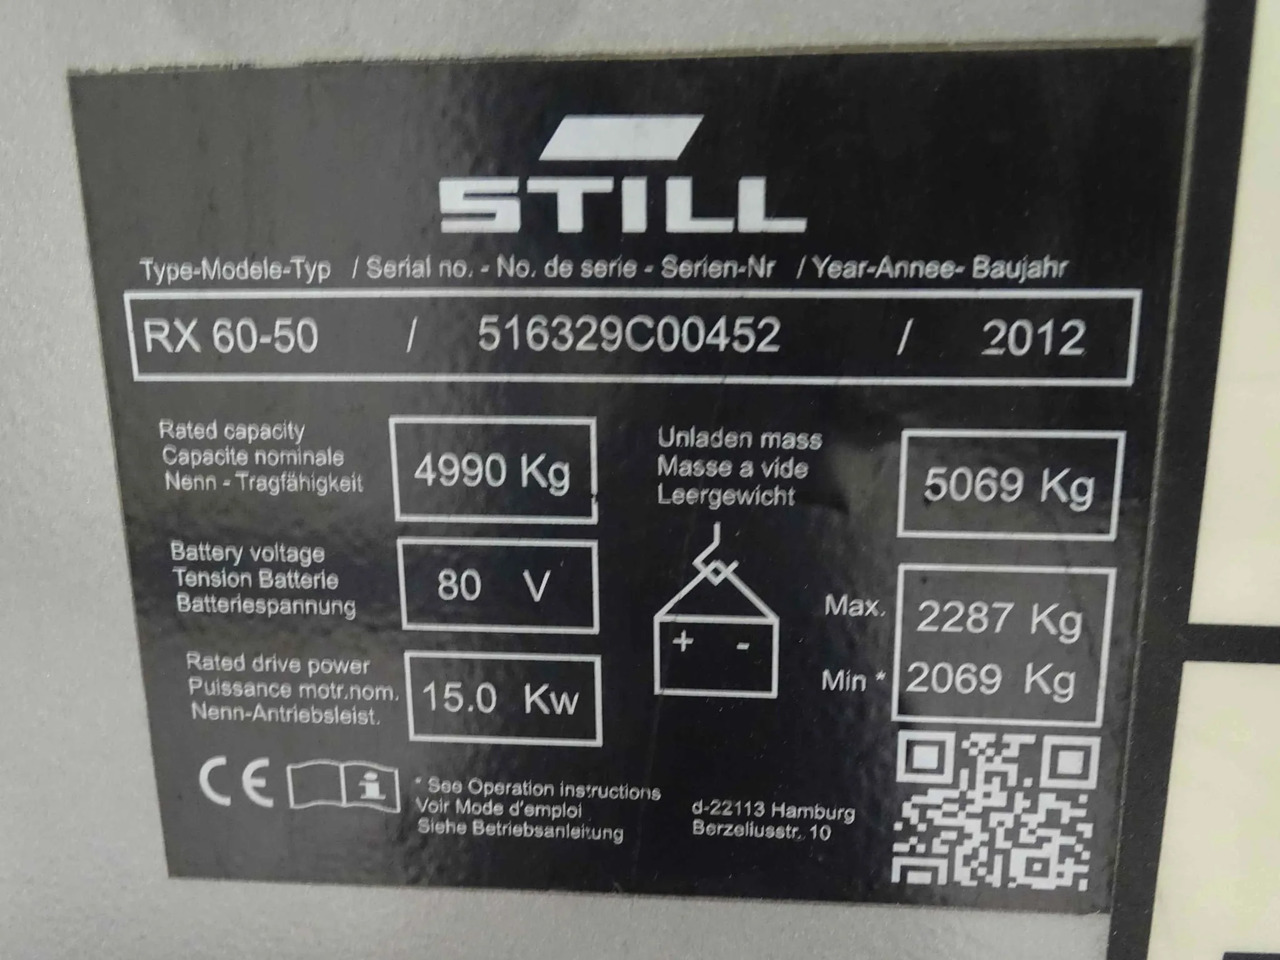 STILL
Type-Modele-Typ / Serial no. - No. de serie - Serien-Nr / Year-Annee- Baujahr
RX 60-50 / 516329C00452 / 2012
Rated capacity
Capacite nominale
Nenn - Tragfähigkeit
4990 Kg
Unladen mass
Masse a vide
Leergewicht
5069 Kg
Battery voltage
Tension Batterie
Batteriespannung
80 V
+ -
Max. 2287 Kg
Min * 2069 Kg
Rated drive power
Puissance motr.nom.
Nenn-Antriebsleist.
15.0 Kw
CE i
* See Operation instructions
Voir Mode d'emploi
Siehe Betriebsanleitung
d-22113 Hamburg
Berzeliusstr. 10